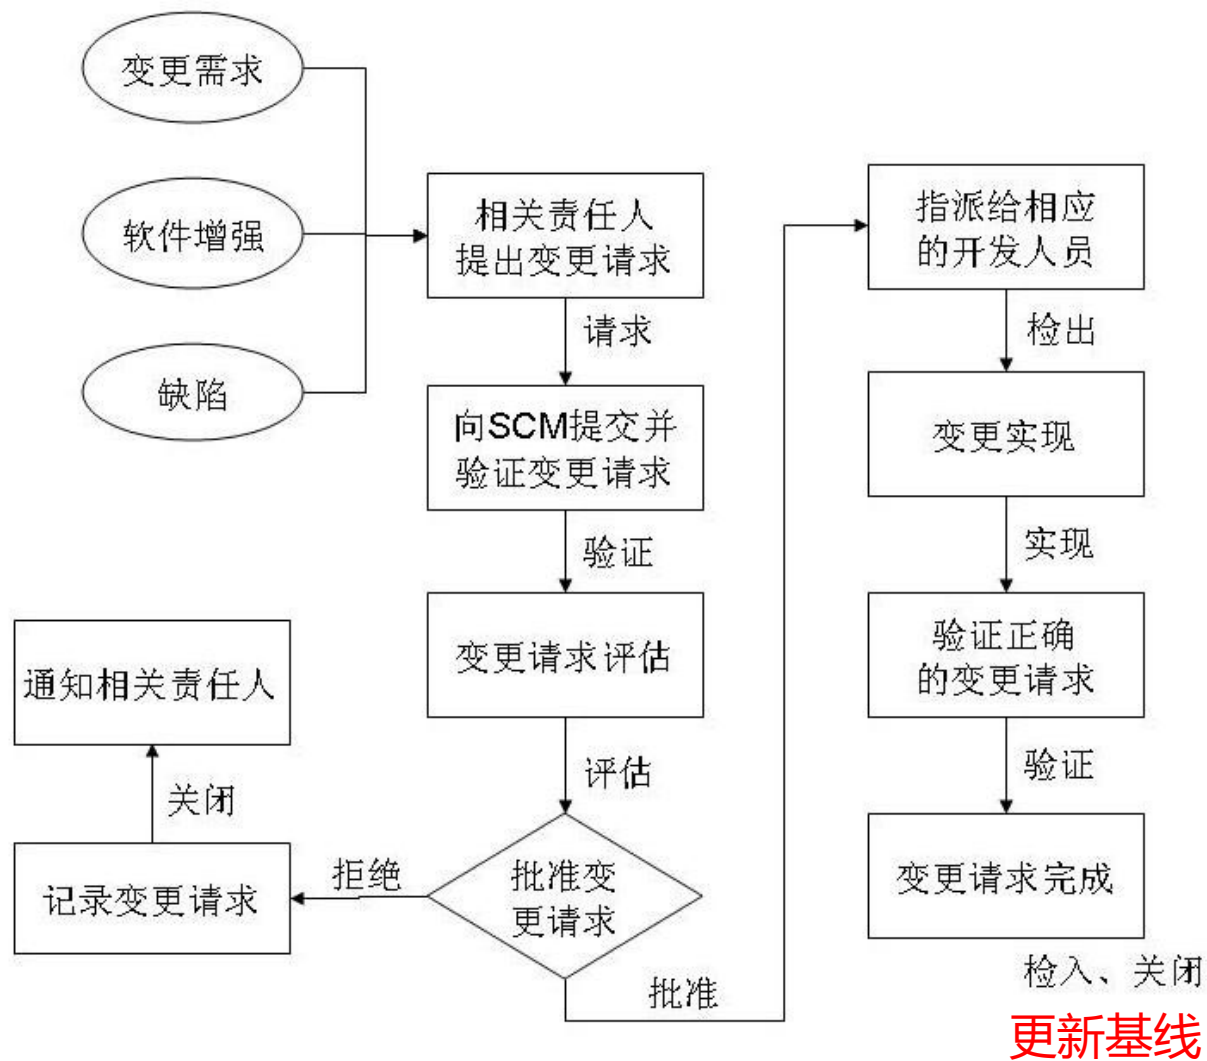 变更需求
软件增强
缺陷
相关责任人
提出变更请求
请求
向SCM提交并
验证变更请求
验证
变更请求评估
评估
批准变
更请求
拒绝
记录变更请求
关闭
通知相关责任人
批准
指派给相应
的开发人员
检出
变更实现
实现
验证正确
的变更请求
验证
变更请求完成
检入、关闭
更新基线